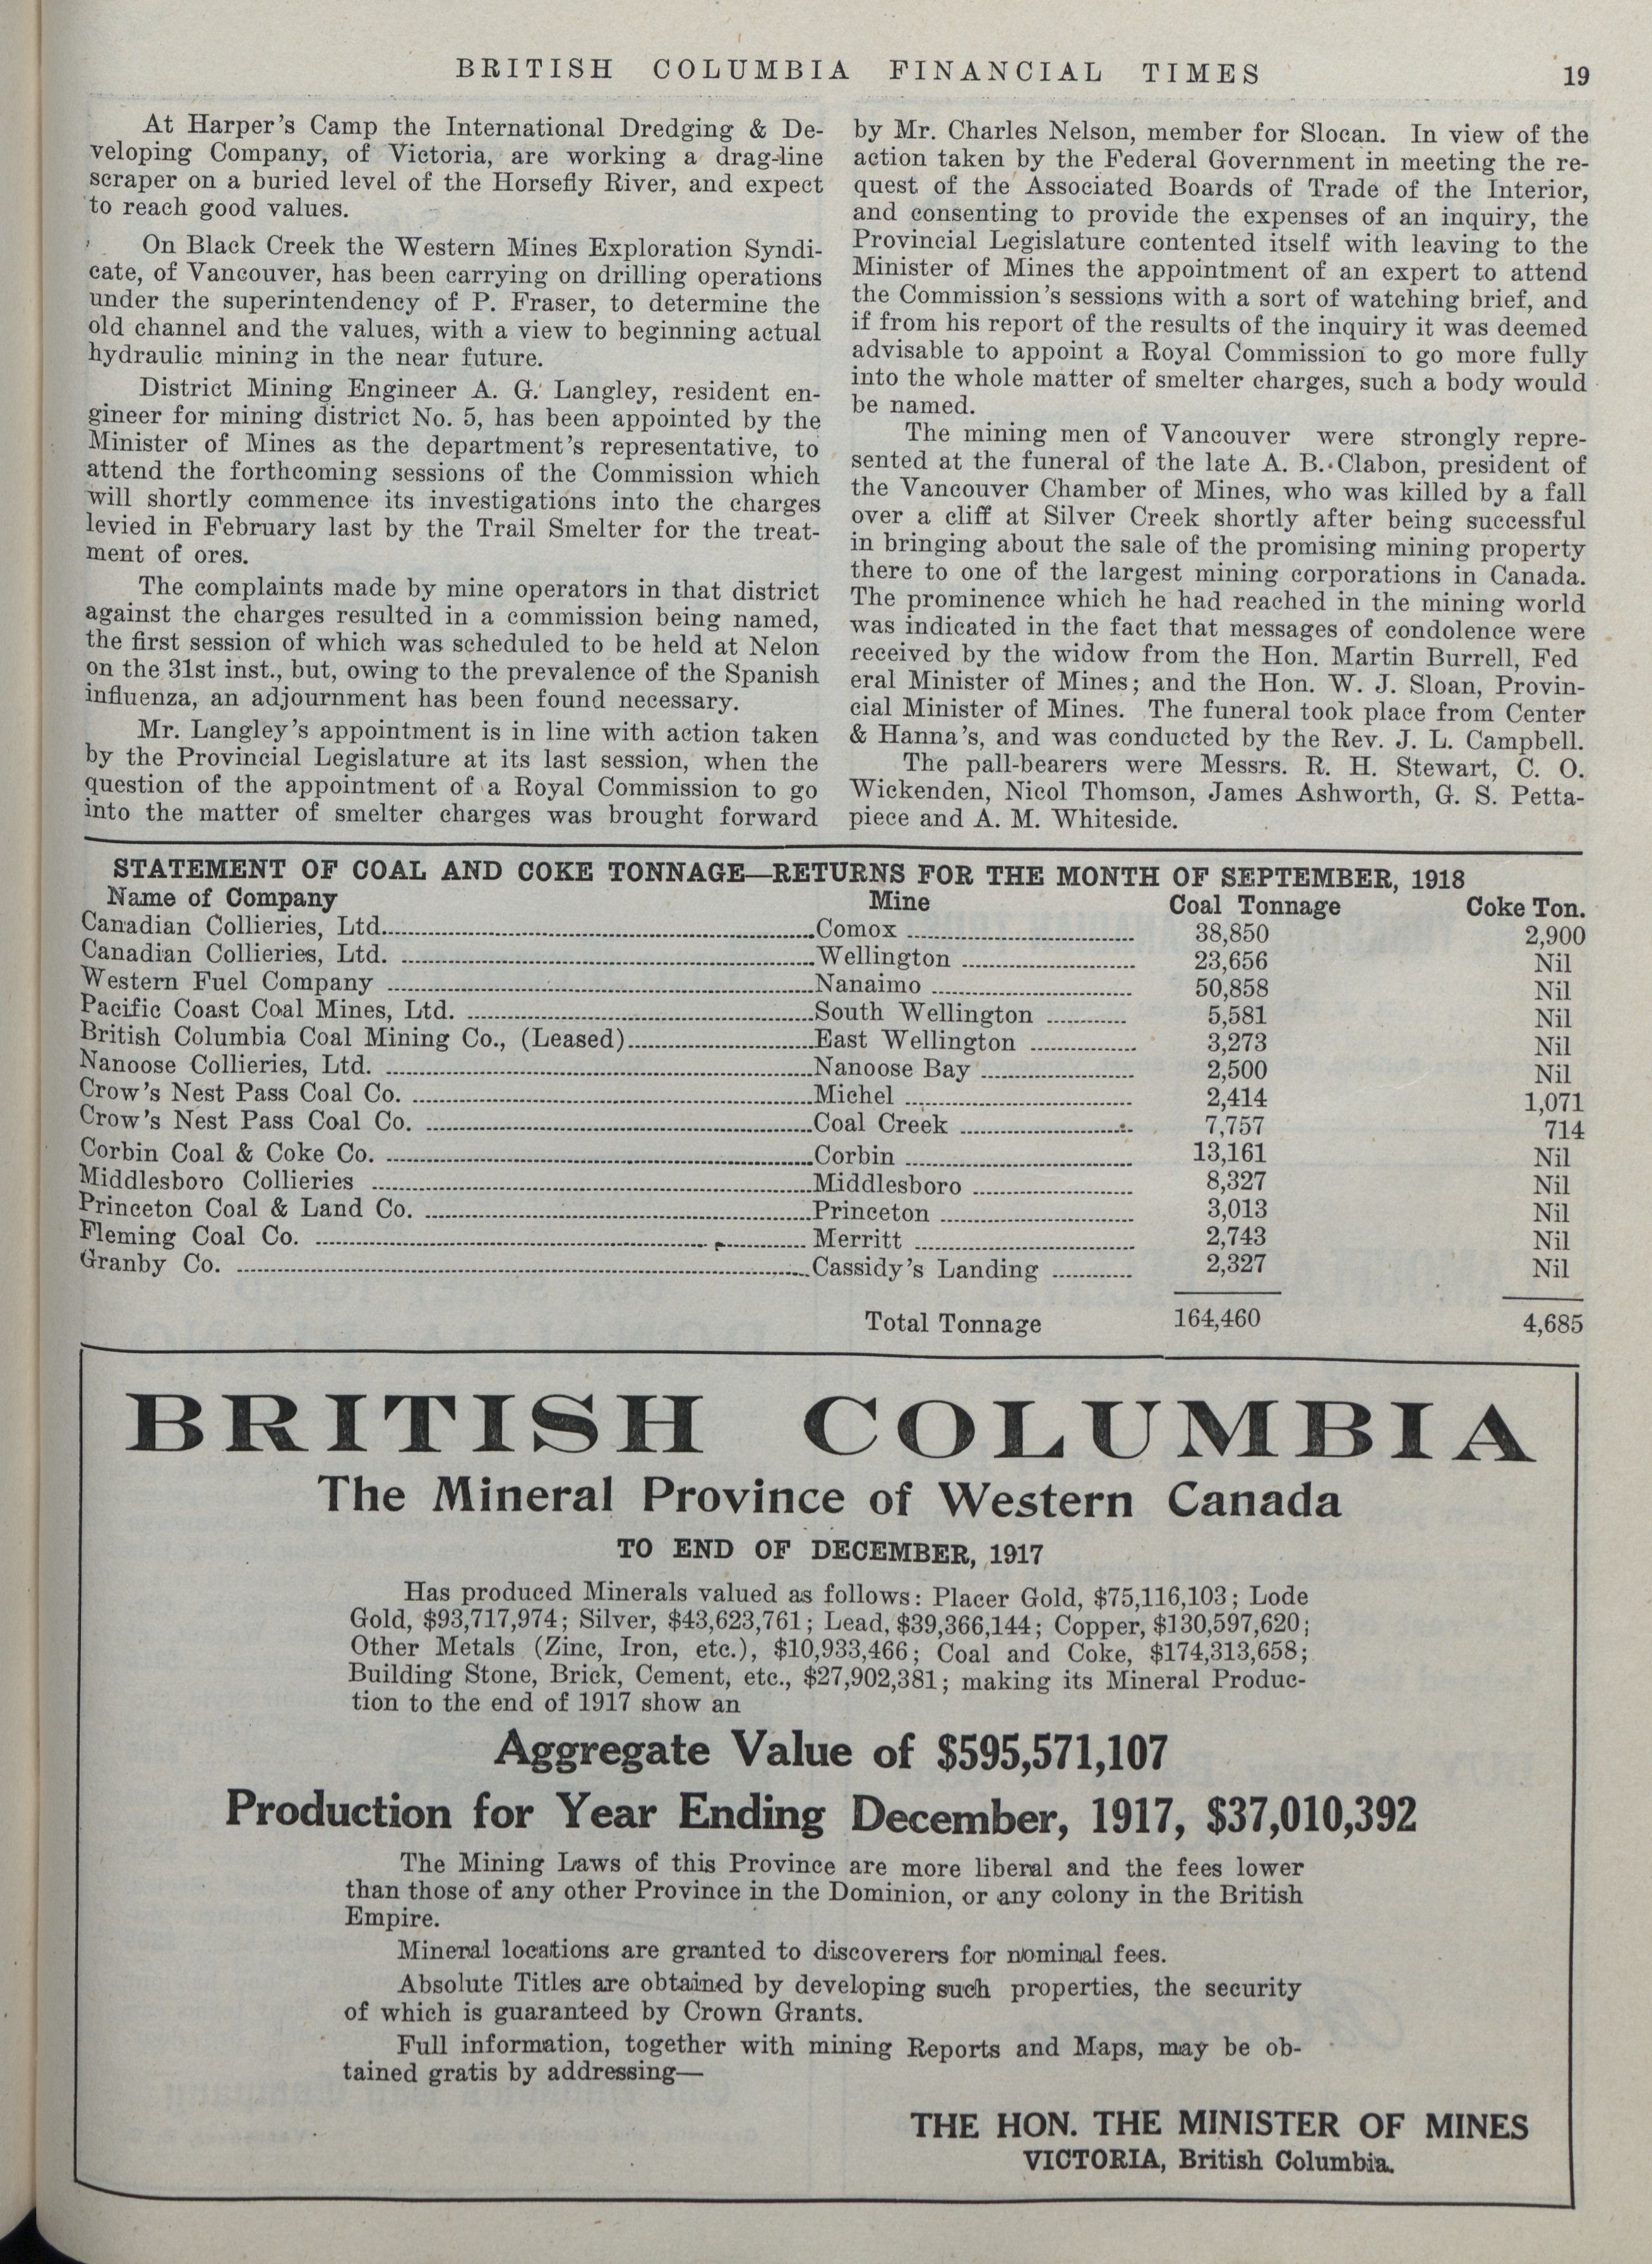 BRITISH COLUMBIA FINANCIAL TIMES 19
At Harper's Camp the International Dredging & De-
veloping Company, of Victoria, are working a drag-line
scraper on a buried level of the Horsefly River, and expect
to reach good values.
On Black Creek the Western Mines Exploration Syndi-
cate, of Vancouver, has been carrying on drilling operations
under the superintendency of P. Fraser, to determine the
old channel and the values, with a view to beginning actual
hydraulic mining in the near future.
District Mining Engineer A. G. Langley, resident en-
gineer for mining district No. 5, has been appointed by the
Minister of Mines as the department's representative, to
attend the forthcoming sessions of the Commission which
will shortly commence its investigations into the charges
levied in February last by the Trail Smelter for the treat-
ment of ores.
The complaints made by mine operators in that district
against the charges resulted in a commission being named,
the first session of which was scheduled to be held at Nelon
on the 31st inst., but, owing to the prevalence of the Spanish
influenza, an adjournment has been found necessary.
Mr. Langley's appointment is in line with action taken
by the Provincial Legislature at its last session, when the
question of the appointment of a Royal Commission to go
into the matter of smelter charges was brought forward
by Mr. Charles Nelson, member for Slocan. In view of the
action taken by the Federal Government in meeting the re-
quest of the Associated Boards of Trade of the Interior,
and consenting to provide the expenses of an inquiry, the
Provincial Legislature contented itself with leaving to the
Minister of Mines the appointment of an expert to attend
the Commission's sessions with a sort of watching brief, and
if from his report of the results of the inquiry it was deemed
advisable to appoint a Royal Commission to go more fully
into the whole matter of smelter charges, such a body would
be named.
The mining men of Vancouver were strongly repre-
sented at the funeral of the late A. B. Clabon, president of
the Vancouver Chamber of Mines, who was killed by a fall
over a cliff at Silver Creek shortly after being successful
in bringing about the sale of the promising mining property
there to one of the largest mining corporations in Canada.
The prominence which he had reached in the mining world
was indicated in the fact that messages of condolence were
received by the widow from the Hon. Martin Burrell, Fed
eral Minister of Mines; and the Hon. W. J. Sloan, Provin-
cial Minister of Mines. The funeral took place from Center
& Hanna's, and was conducted by the Rev. J. L. Campbell.
The pall-bearers were Messrs. R. H. Stewart, C. O.
Wickenden, Nicol Thomson, James Ashworth, G. S. Petta-
piece and A. M. Whiteside.
STATEMENT OF COAL AND COKE TONNAGE—RETURNS FOR THE MONTH OF SEPTEMBER, 1918
Name of Company Mine Coal Tonnage Coke Ton.
Canadian Collieries, Ltd. Comox 38,850 2,900
Canadian Collieries, Ltd. Wellington 23,656 Nil
Western Fuel Company Nanaimo 50,858 Nil
Pacific Coast Coal Mines, Ltd. South Wellington 5,581 Nil
British Columbia Coal Mining Co., (Leased) East Wellington 3,273 Nil
Nanoose Collieries, Ltd. Nanoose Bay 2,500 Nil
Crow's Nest Pass Coal Co. Michel 2,414 1,071
Crow's Nest Pass Coal Co. Coal Creek 7,757 714
Corbin Coal & Coke Co. Corbin 13,161 Nil
Middlesboro Collieries Middlesboro 8,327 Nil
Princeton Coal & Land Co. Princeton 3,013 Nil
Fleming Coal Co. Merritt 2,743 Nil
Granby Co. Cassidy's Landing 2,327 Nil
Total Tonnage 164,460 4,685
BRITISH COLUMBIA
The Mineral Province of Western Canada
TO END OF DECEMBER, 1917
Has produced Minerals valued as follows: Placer Gold, $75,116,103; Lode
Gold, $93,717,974; Silver, $43,623,761; Lead, $39,366,144; Copper, $130,597,620;
Other Metals (Zinc, Iron, etc.), $10,933,466; Coal and Coke, $174,313,658;
Building Stone, Brick, Cement, etc., $27,902,381; making its Mineral Produc-
tion to the end of 1917 show an
Aggregate Value of $595,571,107
Production for Year Ending December, 1917, $37,010,392
The Mining Laws of this Province are more liberal and the fees lower
than those of any other Province in the Dominion, or any colony in the British
Empire.
Mineral locations are granted to discoverers for nominal fees.
Absolute Titles are obtained by developing such properties, the security
of which is guaranteed by Crown Grants.
Full information, together with mining Reports and Maps, may be ob-
tained gratis by addressing—
THE HON. THE MINISTER OF MINES
VICTORIA, British Columbia.